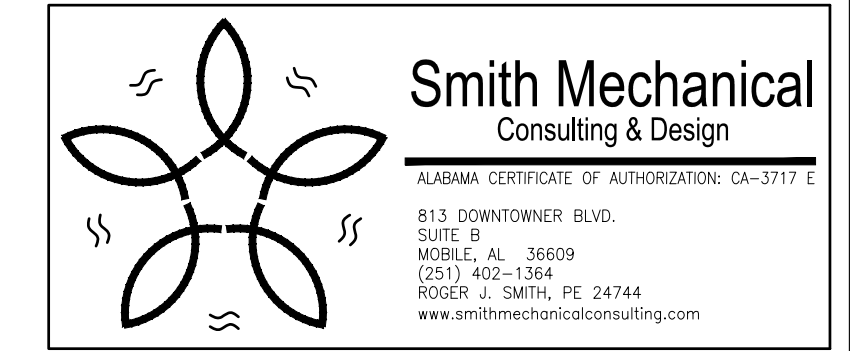 Smith Mechanical
Consulting & Design
ALABAMA CERTIFICATE OF AUTHORIZATION: CA-3717 E
813 DOWNTOWNER BLVD.
SUITE B
MOBILE, AL 36609
(251) 402-1364
ROGER J. SMITH, PE 24744
www.smithmechanicalconsulting.com